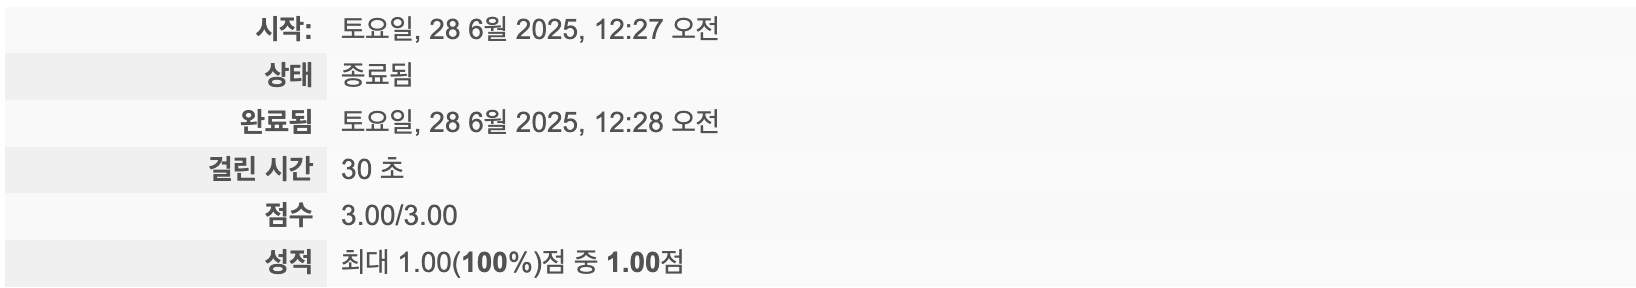 시작: 토요일, 28 6월 2025, 12:27 오전
상태 종료됨
완료됨 토요일, 28 6월 2025, 12:28 오전
걸린 시간 30 초
점수 3.00/3.00
성적 최대 1.00(100%)점 중 1.00점